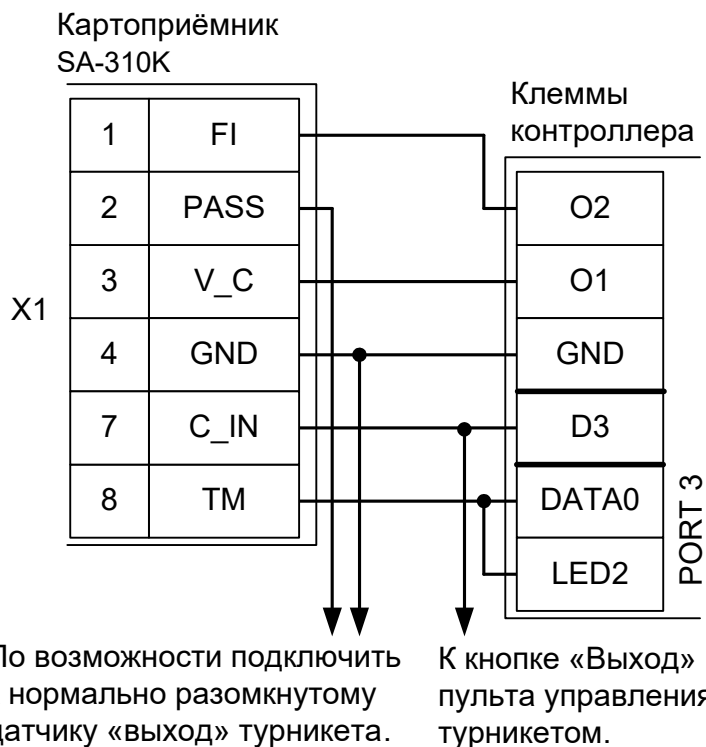 Картоприёмник
SA-310K
Клеммы
контроллера
X1
1 FI
2 PASS
3 V_C
4 GND
7 C_IN
8 TM
O2
O1
GND
D3
DATA0
LED2
PORT 3
По возможности подключить
нормально разомкнутому
датчику «выход» турникета.
К кнопке «Выход»
пульта управления
турникетом.